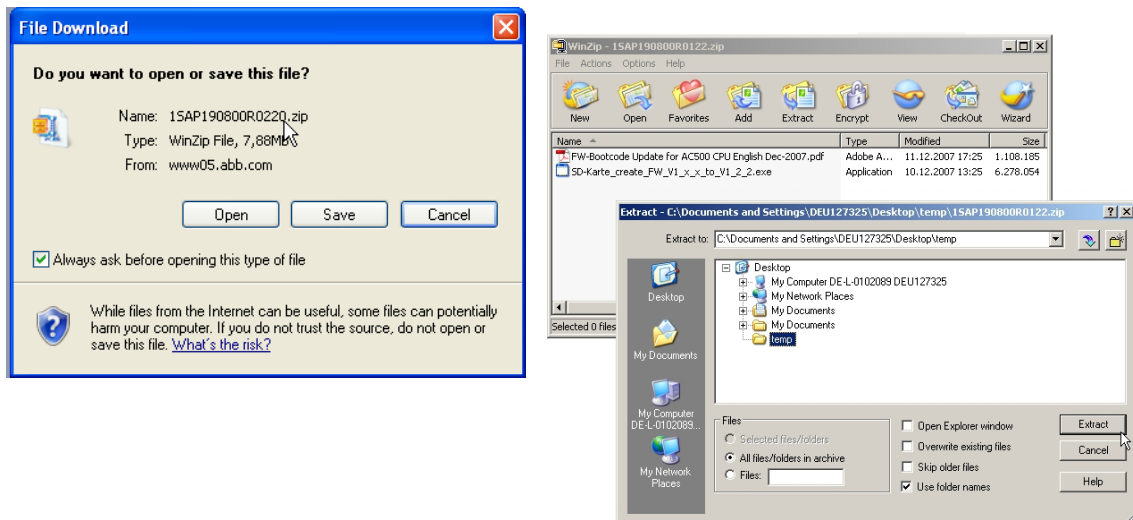 File Download
Do you want to open or save this file?
Name: 1SAP190800R0220.zip
Type: WinZip File, 7,88MB
From: www05.abb.com
Open Save Cancel
Always ask before opening this type of file
While files from the Internet can be useful, some files can potentially
harm your computer. If you do not trust the source, do not open or
save this file. What's the risk?
WinZip - 1SAP190800R0122.zip
File Actions Options Help
New Open Favorites Add Extract Encrypt View CheckOut Wizard
Name Type Modified Size
FW-Bootcode Update for AC500 CPU English Dec-2007.pdf Adobe A... 11.12.2007 17:25 1.108.185
SD-Karte_create_FW_V1_x_x_to_V1_2_2.exe Application 10.12.2007 13:25 6.278.054
Selected 0 files
Extract - C:\Documents and Settings\DEU127325\Desktop\temp\1SAP190800R0122.zip
Extract to: C:\Documents and Settings\DEU127325\Desktop\temp
Desktop
My Documents
My Computer
DE-L-0102089...
My Network
Places
Desktop
My Computer DE-L-0102089 DEU127325
My Network Places
My Documents
My Documents
temp
Files
Selected files/folders
All files/folders in archive
Files:
Open Explorer window
Overwrite existing files
Skip older files
Use folder names
Extract
Cancel
Help